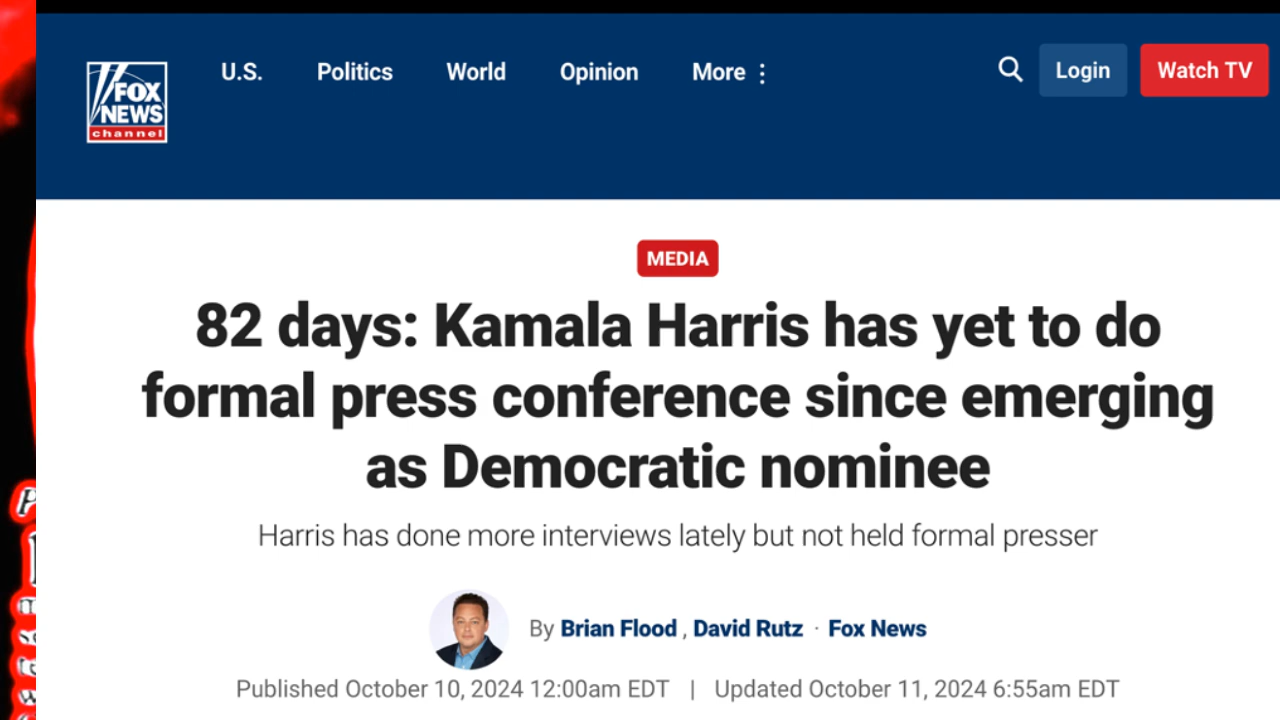 FOX
NEWS
channel
U.S. Politics World Opinion More
Login
Watch TV
MEDIA
82 days: Kamala Harris has yet to do
formal press conference since emerging
as Democratic nominee
Harris has done more interviews lately but not held formal presser
By Brian Flood , David Rutz · Fox News
Published October 10, 2024 12:00am EDT | Updated October 11, 2024 6:55am EDT